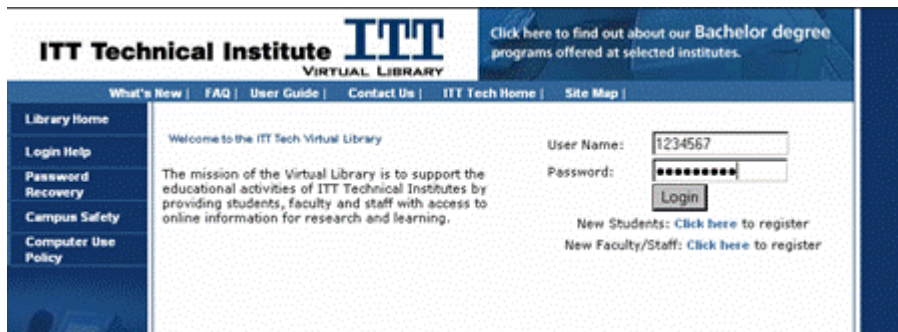 ITT Technical Institute ITT
VIRTUAL LIBRARY
Click here to find out about our Bachelor degree
programs offered at selected institutes.
What's New | FAQ | User Guide | Contact Us | ITT Tech Home | Site Map |
Library Home
Login Help
Password
Recovery
Campus Safety
Computer Use
Policy
Welcome to the ITT Tech Virtual Library
The mission of the Virtual Library is to support the
educational activities of ITT Technical Institutes by
providing students, faculty and staff with access to
online information for research and learning.
User Name: 1234567
Password: •••••••••
Login
New Students: Click here to register
New Faculty/Staff: Click here to register